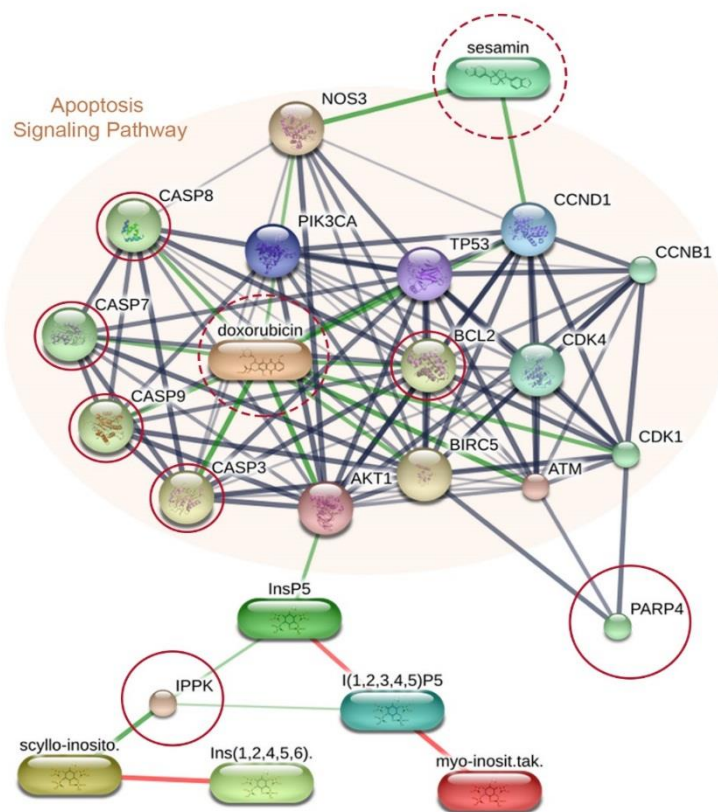 sesamin
NOS3
Apoptosis
Signaling Pathway
CASP8
PIK3CA
CCND1
TP53
CCNB1
CASP7
doxorubicin
BCL2
CDK4
CASP9
BIRC5
CDK1
CASP3
AKT1
ATM
InsP5
PARP4
IPPK
I(1,2,3,4,5)P5
scyllo-inosito.
Ins(1,2,4,5,6).
myo-inosit.tak.